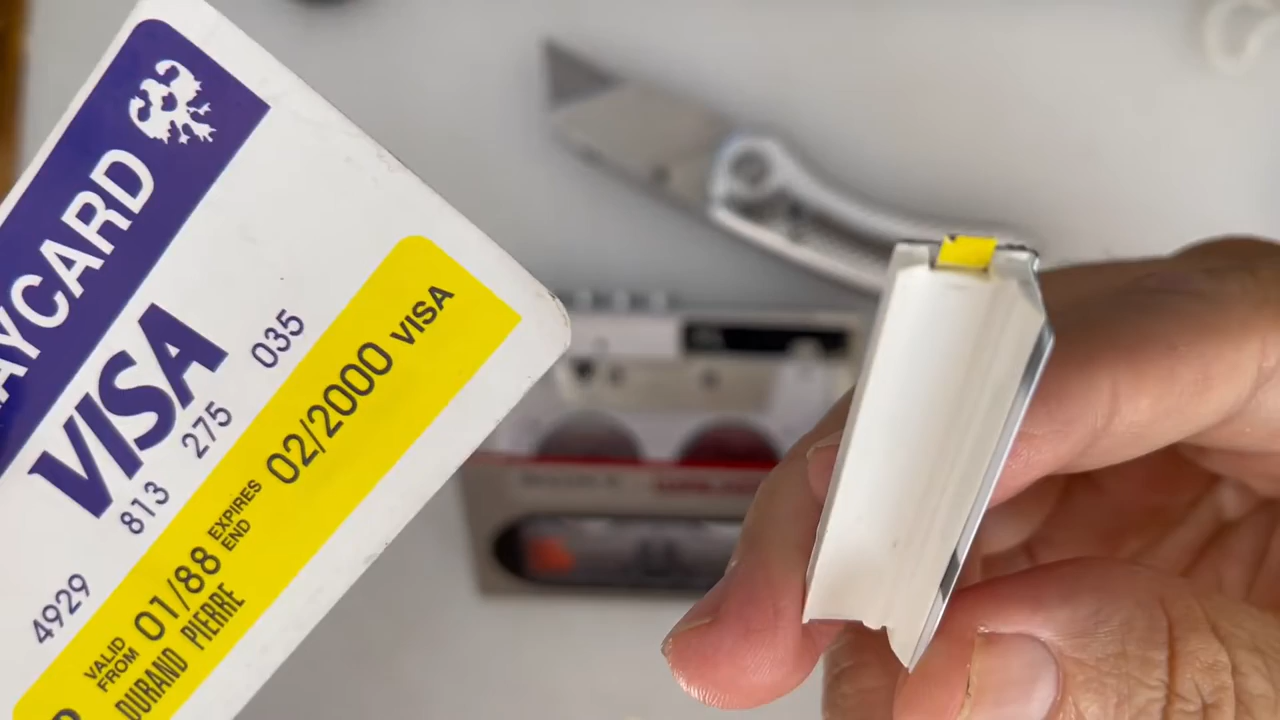 AYCARD
VISA
4929 813 275 035
VALID FROM 01/88 EXPIRES END 02/2000 VISA
DURAND PIERRE